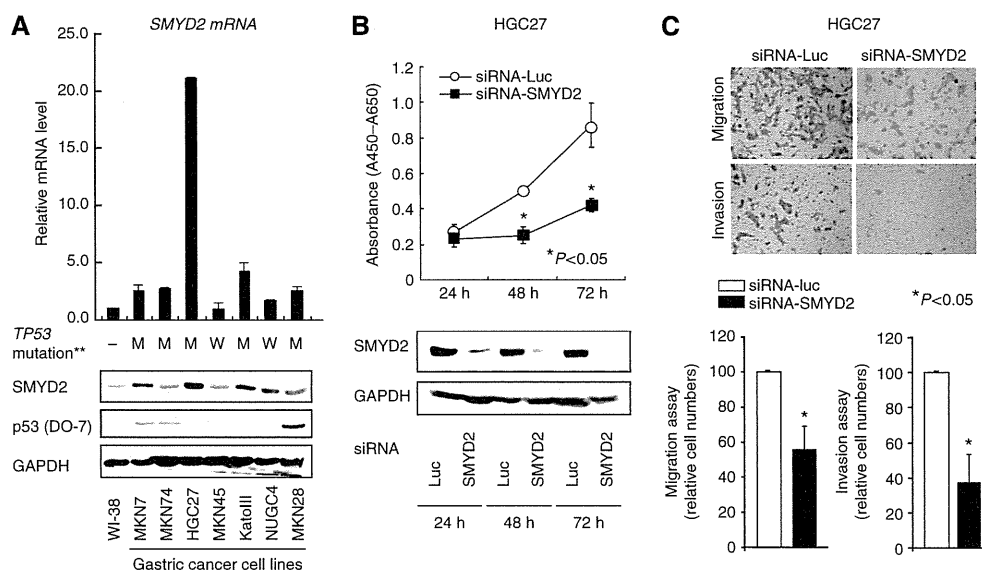 A
SMYD2 mRNA
Relative mRNA level
25.0
20.0
15.0
10.0
5.0
0.0
TP53 mutation**
– M M M W M W M
SMYD2
p53 (DO-7)
GAPDH
WI-38
MKN7
MKN74
HGC27
MKN45
KatoIII
NUGC4
MKN28
Gastric cancer cell lines
B
HGC27
siRNA-Luc
siRNA-SMYD2
Absorbance (A450–A650)
1.2
1.0
0.8
0.6
0.4
0.2
0
*
*
*P<0.05
24 h 48 h 72 h
SMYD2
GAPDH
siRNA
Luc
SMYD2
Luc
SMYD2
Luc
SMYD2
24 h 48 h 72 h
C
HGC27
siRNA-Luc siRNA-SMYD2
Migration
Invasion
siRNA-luc
siRNA-SMYD2
*P<0.05
Migration assay
(relative cell numbers)
120
100
80
60
40
20
0
*
Invasion assay
(relative cell numbers)
120
100
80
60
40
20
0
*